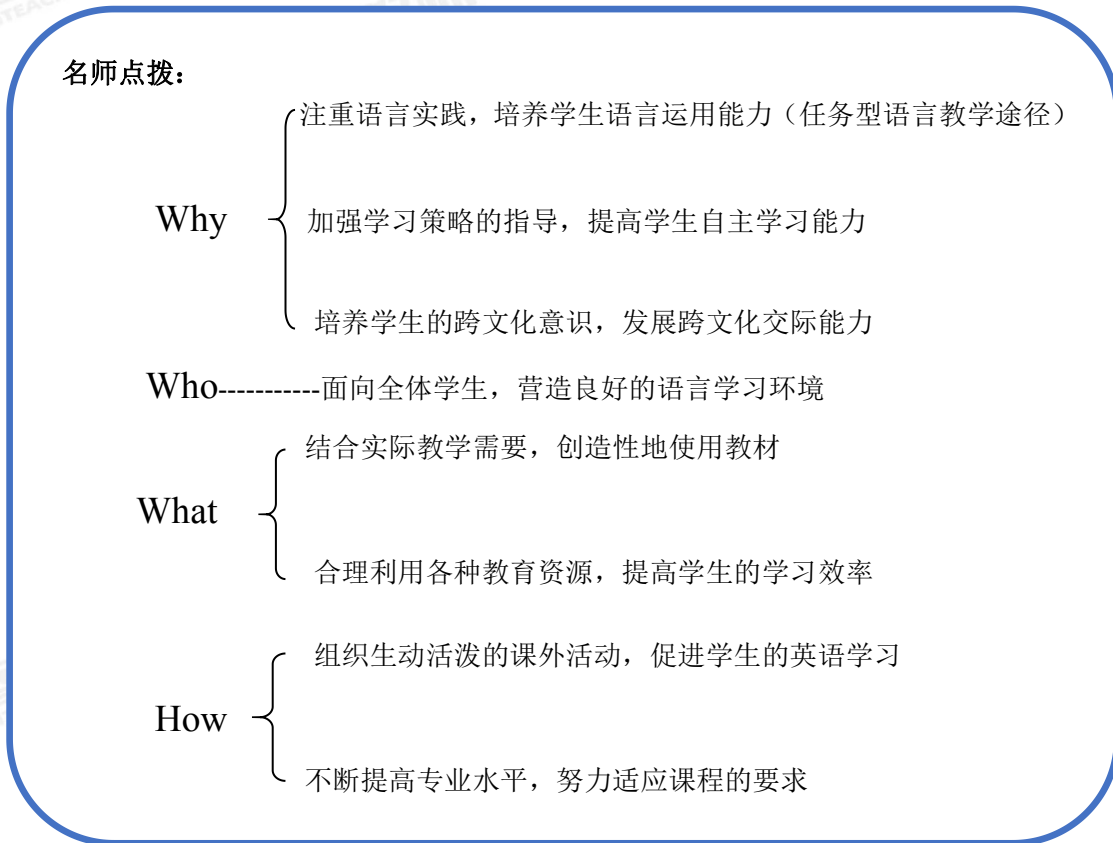 名师点拨：
注重语言实践，培养学生语言运用能力（任务型语言教学途径）
Why
加强学习策略的指导，提高学生自主学习能力
培养学生的跨文化意识，发展跨文化交际能力
Who-----------面向全体学生，营造良好的语言学习环境
结合实际教学需要，创造性地使用教材
What
合理利用各种教育资源，提高学生的学习效率
组织生动活泼的课外活动，促进学生的英语学习
How
不断提高专业水平，努力适应课程的要求